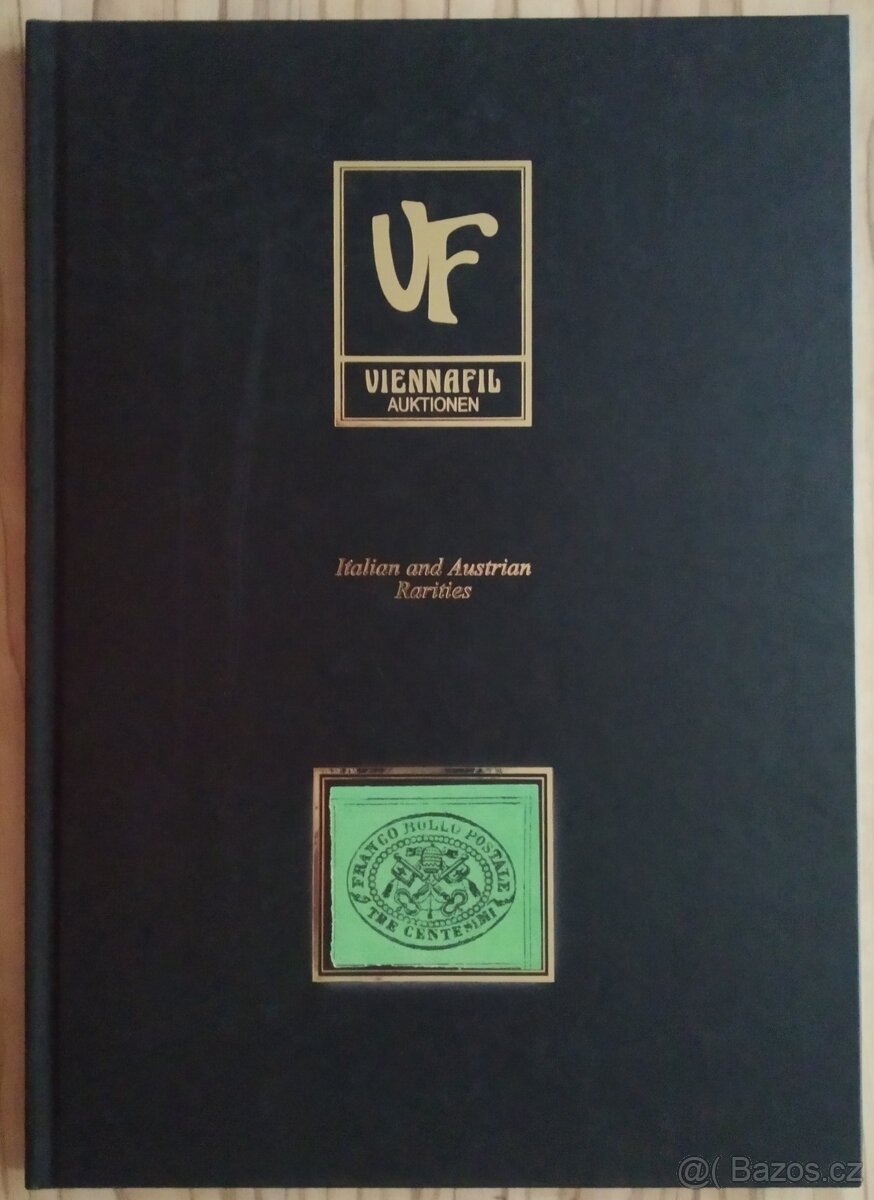 VF
VIENNAFIL
AUKTIONEN
Italian and Austrian
Rarities
FRANCO BOLLO POSTALE
TRE CENTESIMI
@( Bazos.cz